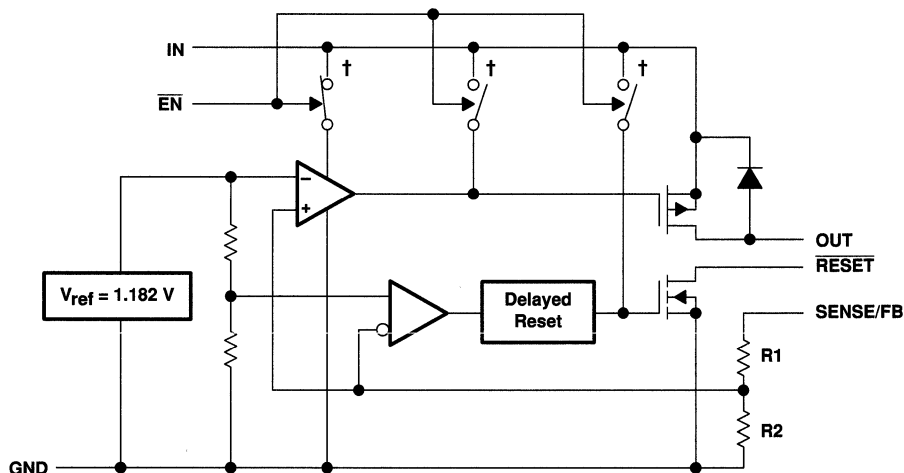 IN
†
†
†
EN
−
+
OUT
RESET
Vref = 1.182 V
Delayed
Reset
SENSE/FB
R1
R2
GND